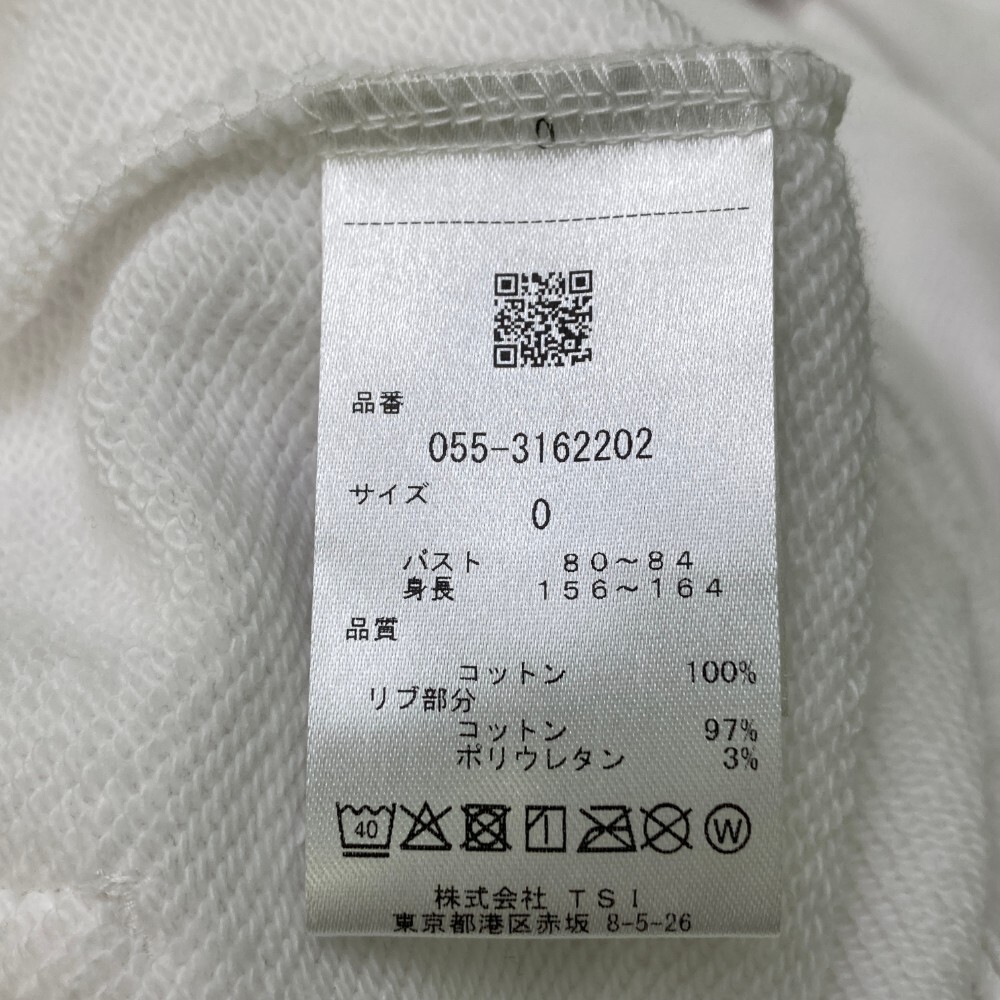 0
品番
055-3162202
サイズ
0
バスト 80～84
身長 156～164
品質
コットン 100%
リブ部分
コットン 97%
ポリウレタン 3%
40 W
株式会社 TSI
東京都港区赤坂 8-5-26